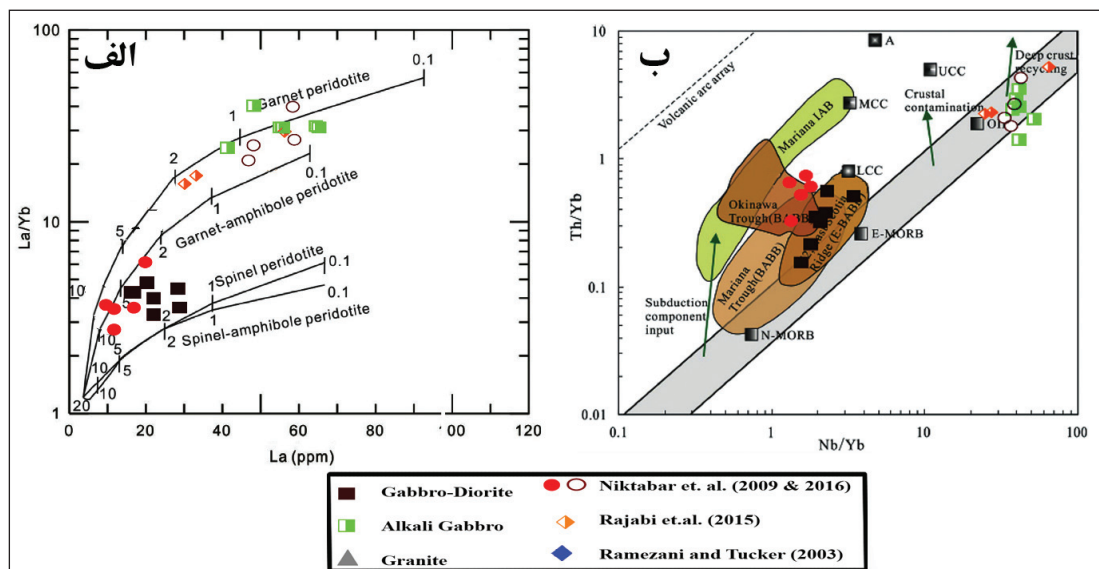 100
الف
La/Yb
10
1
0 20 40 60 80 100 120
La (ppm)
Garnet peridotite
0.1
1
2
5
10
Garnet-amphibole peridotite
0.1
1
2
5
10
Spinel peridotite
0.1
1
Spinel-amphibole peridotite
0.1
1
2
5
5
10
10
20
ب
Th/Yb
10
1
0.1
0.01
0.1 1 10 100
Nb/Yb
Volcanic arc array
A
UCC
MCC
LCC
Deep crust
recycling
Crustal
contamination
Mariana IAB
Okinawa
Trough(BABB)
Mariana
Trough(BABB)
Ridge (E-BABB)
E-MORB
N-MORB
Subduction
component
input
Gabbro-Diorite
Alkali Gabbro
Granite
Niktabar et. al. (2009 & 2016)
Rajabi et.al. (2015)
Ramezani and Tucker (2003)